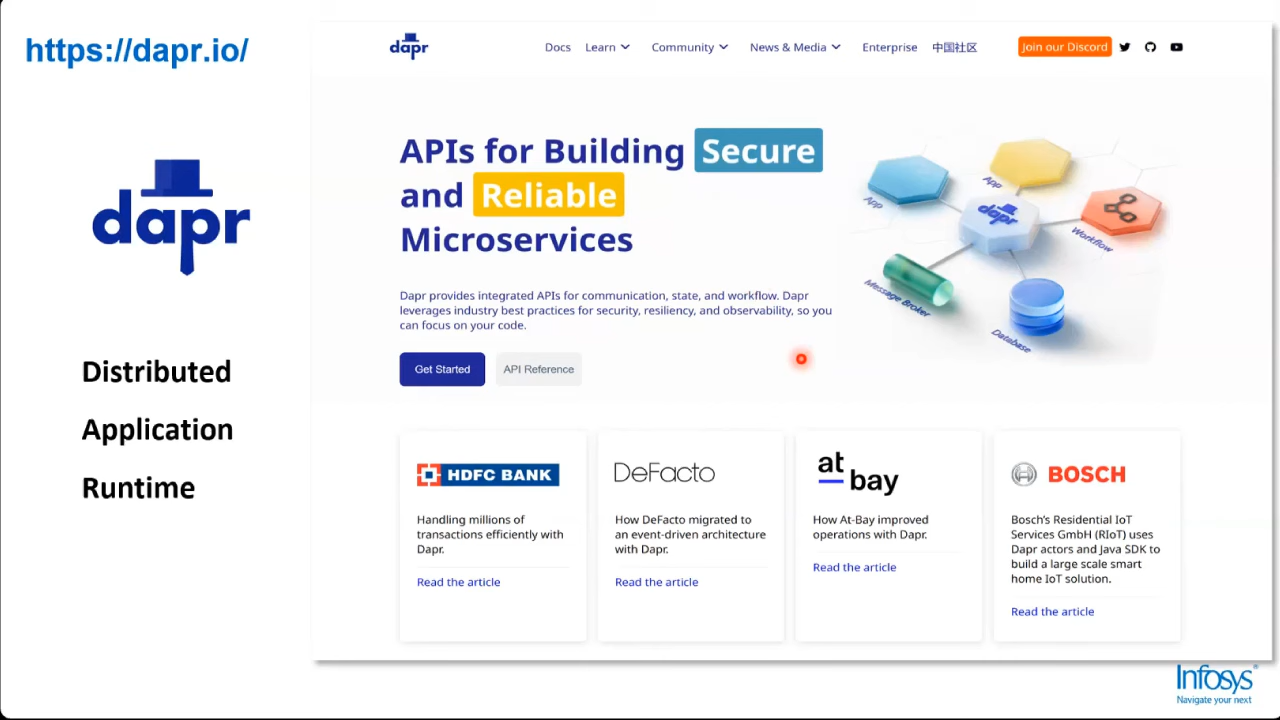 https://dapr.io/
dapr
Distributed
Application
Runtime
dapr
Docs Learn Community News & Media Enterprise 中国社区 Join our Discord
APIs for Building Secure
and Reliable
Microservices
Dapr provides integrated APIs for communication, state, and workflow. Dapr
leverages industry best practices for security, resiliency, and observability, so you
can focus on your code.
Get Started API Reference
App
App
dapr
Workflow
Message Broker
Database
HDFC BANK
Handling millions of
transactions efficiently with
Dapr.
Read the article
DeFacto
How DeFacto migrated to
an event-driven architecture
with Dapr.
Read the article
at
bay
How At-Bay improved
operations with Dapr.
Read the article
BOSCH
Bosch’s Residential IoT
Services GmbH (RIoT) uses
Dapr actors and Java SDK to
build a large scale smart
home IoT solution.
Read the article
Infosys®
Navigate your next